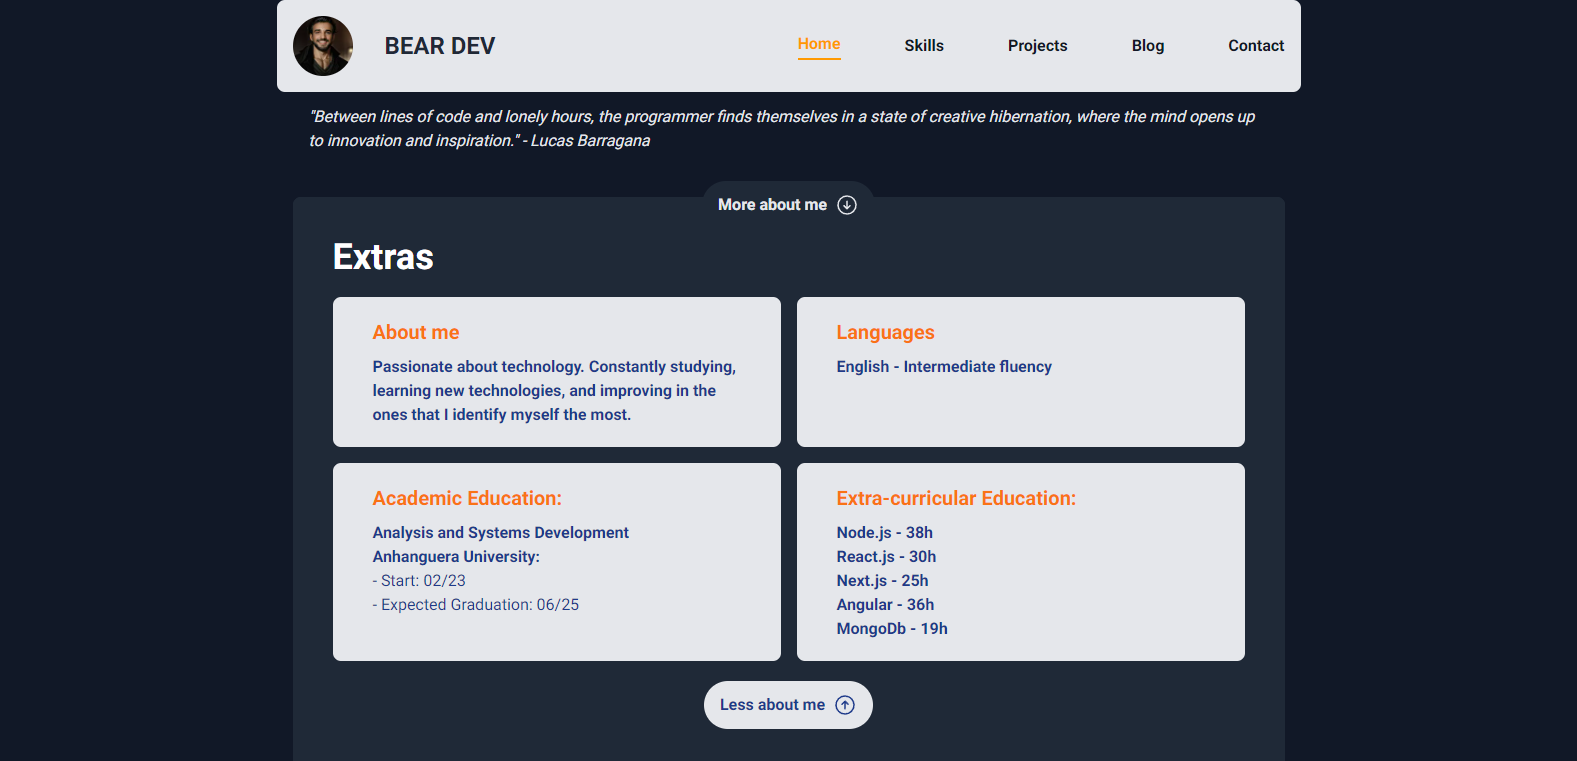 BEAR DEV
Home
Skills
Projects
Blog
Contact
"Between lines of code and lonely hours, the programmer finds themselves in a state of creative hibernation, where the mind opens up
to innovation and inspiration." - Lucas Barragana
More about me
Extras
About me
Passionate about technology. Constantly studying,
learning new technologies, and improving in the
ones that I identify myself the most.
Languages
English - Intermediate fluency
Academic Education:
Analysis and Systems Development
Anhanguera University:
- Start: 02/23
- Expected Graduation: 06/25
Extra-curricular Education:
Node.js - 38h
React.js - 30h
Next.js - 25h
Angular - 36h
MongoDb - 19h
Less about me